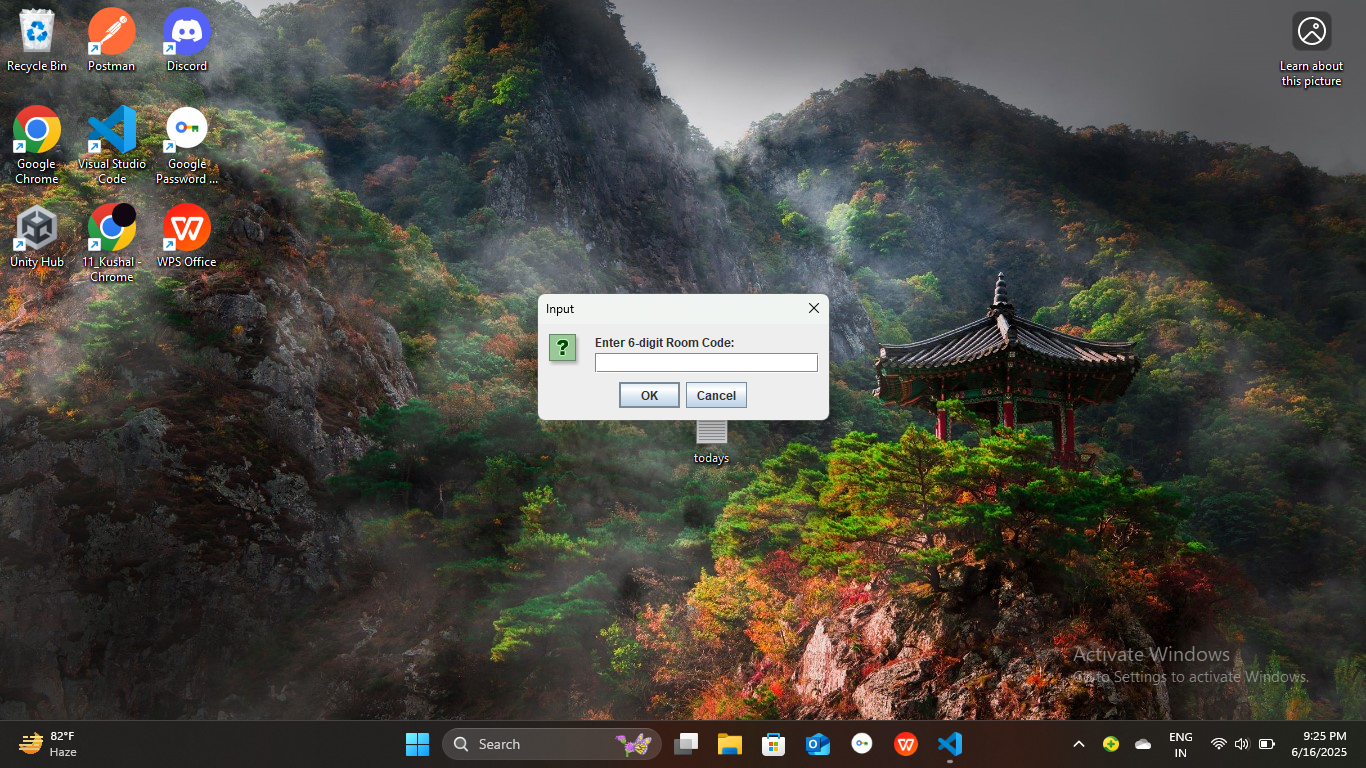 Recycle Bin
Postman
Discord
Learn about
this picture
Google
Chrome
Visual Studio
Code
Google
Password ...
Unity Hub
11_Kushal -
Chrome
WPS Office
Input
?
Enter 6-digit Room Code:
OK
Cancel
todays
Activate Windows
Go to Settings to activate Windows.
82°F
Haze
Search
ENG
IN
9:25 PM
6/16/2025